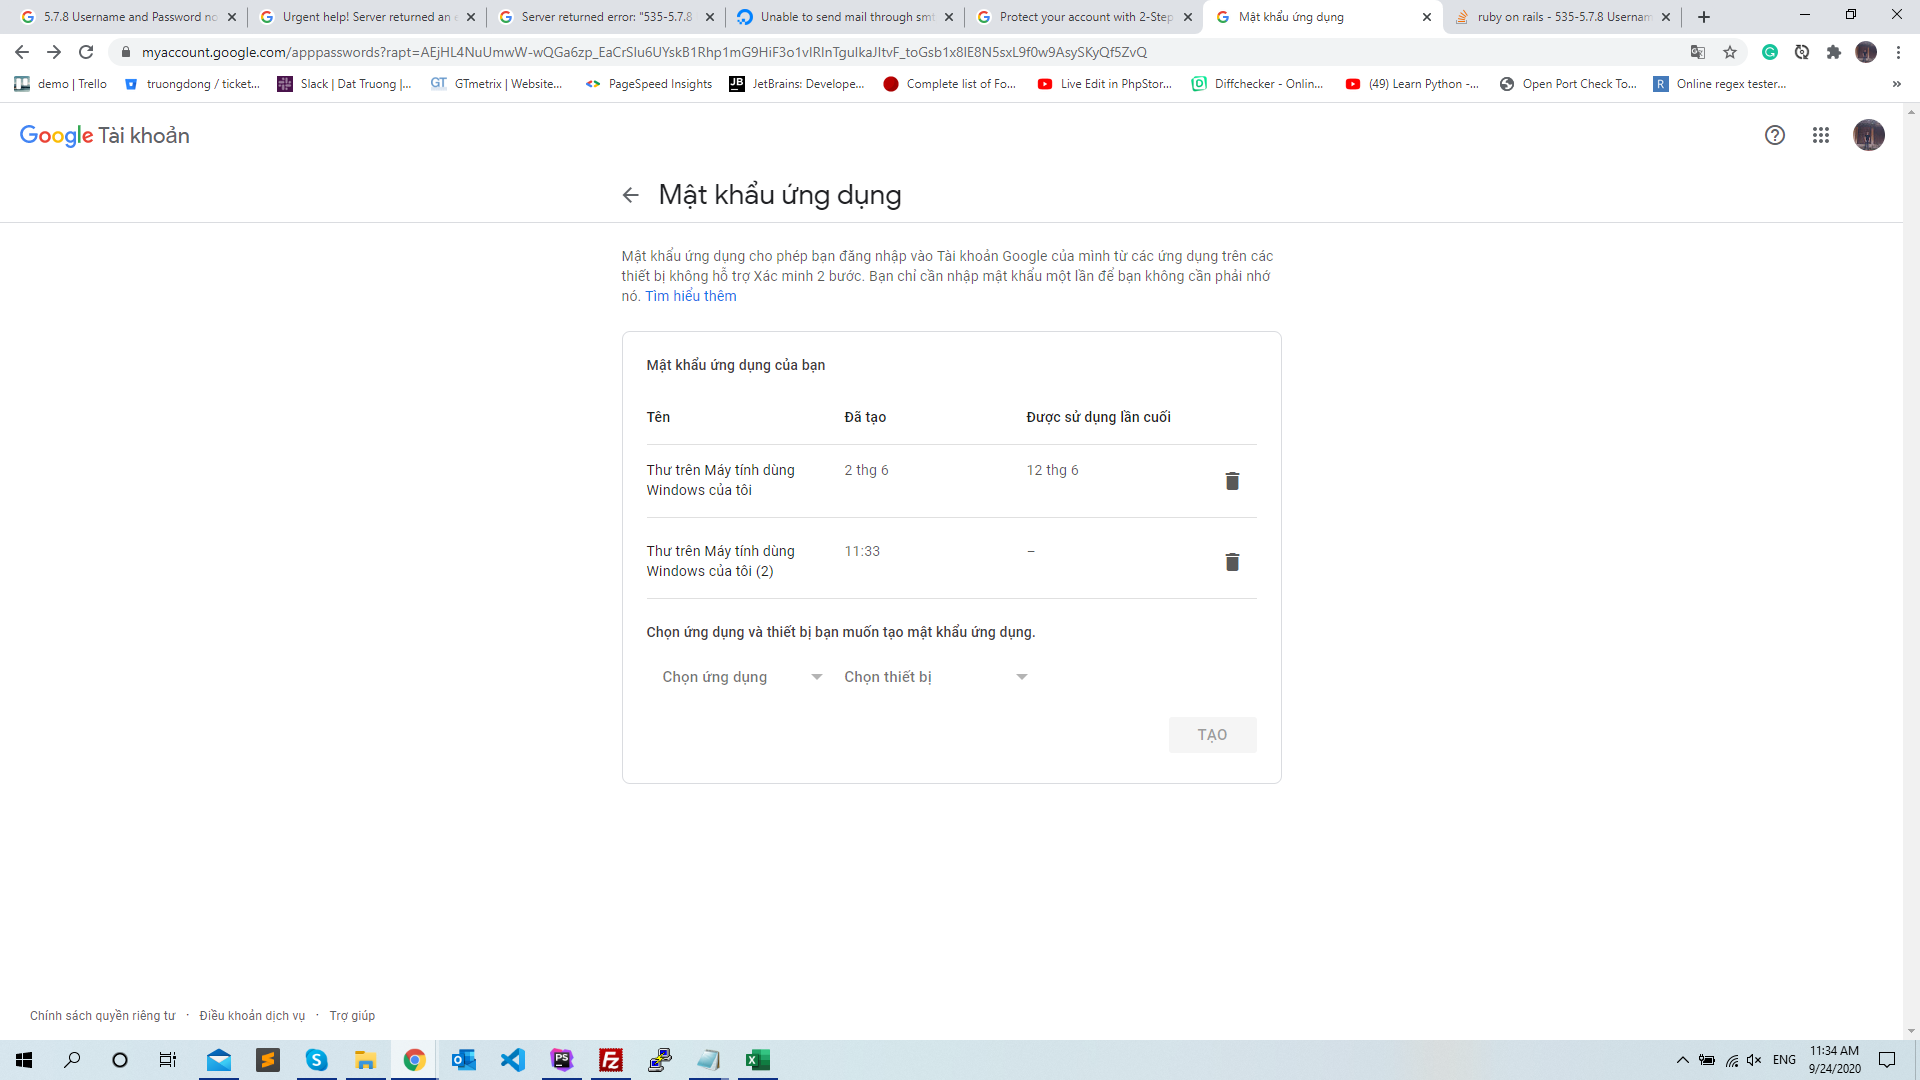 5.7.8 Username and Password no
Urgent help! Server returned an e
Server returned error: "535-5.7.8
Unable to send mail through smt
Protect your account with 2-Step
Mật khẩu ứng dụng
ruby on rails - 535-5.7.8 Usernam
demo | Trello
truongdong / ticket...
Slack | Dat Truong |...
GT GTmetrix | Website...
PageSpeed Insights
JB JetBrains: Develope...
Complete list of Fo...
Live Edit in PhpStor...
Diffchecker - Onlin...
(49) Learn Python -...
Open Port Check To...
R Online regex tester...
»
Google Tài khoản
Mật khẩu ứng dụng
Mật khẩu ứng dụng cho phép bạn đăng nhập vào Tài khoản Google của mình từ các ứng dụng trên các
thiết bị không hỗ trợ Xác minh 2 bước. Bạn chỉ cần nhập mật khẩu một lần để bạn không cần phải nhớ
nó. Tìm hiểu thêm
Mật khẩu ứng dụng của bạn
Tên Đã tạo Được sử dụng lần cuối
Thư trên Máy tính dùng 2 thg 6 12 thg 6
Windows của tôi
Thư trên Máy tính dùng 11:33 –
Windows của tôi (2)
Chọn ứng dụng và thiết bị bạn muốn tạo mật khẩu ứng dụng.
Chọn ứng dụng Chọn thiết bị
TẠO
Chính sách quyền riêng tư · Điều khoản dịch vụ · Trợ giúp
ENG
11:34 AM
9/24/2020